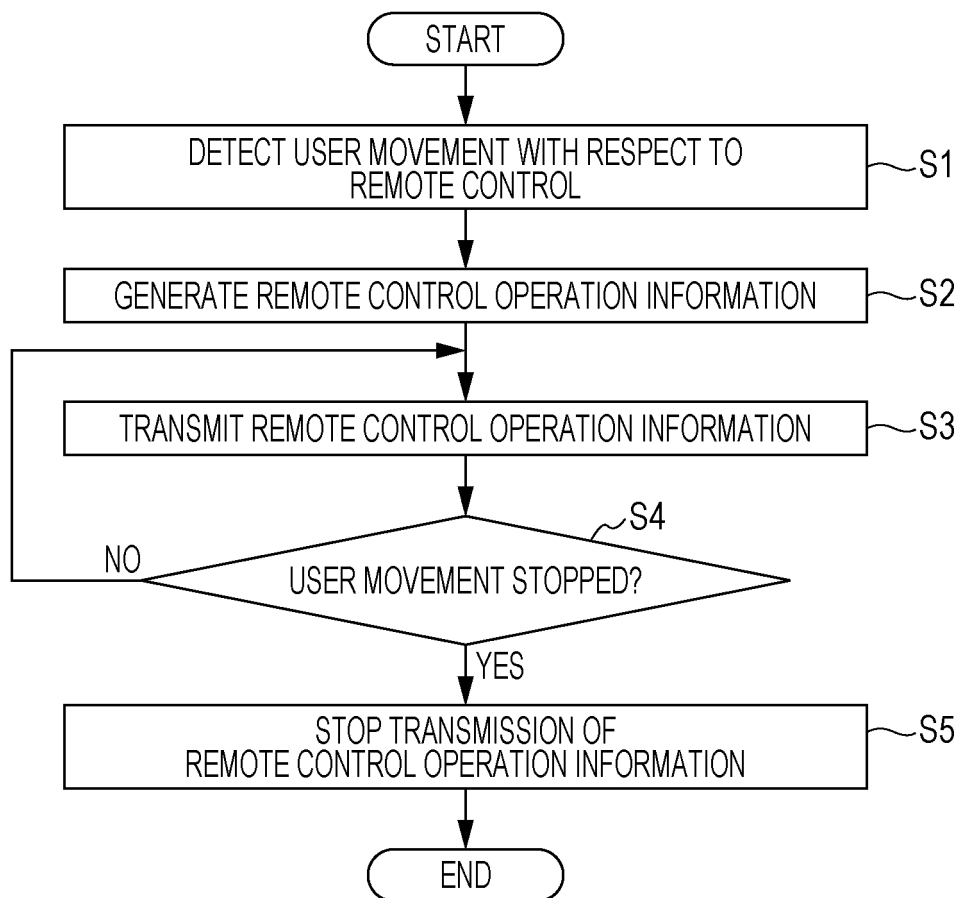 START
DETECT USER MOVEMENT WITH RESPECT TO
REMOTE CONTROL
S1
GENERATE REMOTE CONTROL OPERATION INFORMATION
S2
TRANSMIT REMOTE CONTROL OPERATION INFORMATION
S3
S4
NO
USER MOVEMENT STOPPED?
YES
STOP TRANSMISSION OF
REMOTE CONTROL OPERATION INFORMATION
S5
END